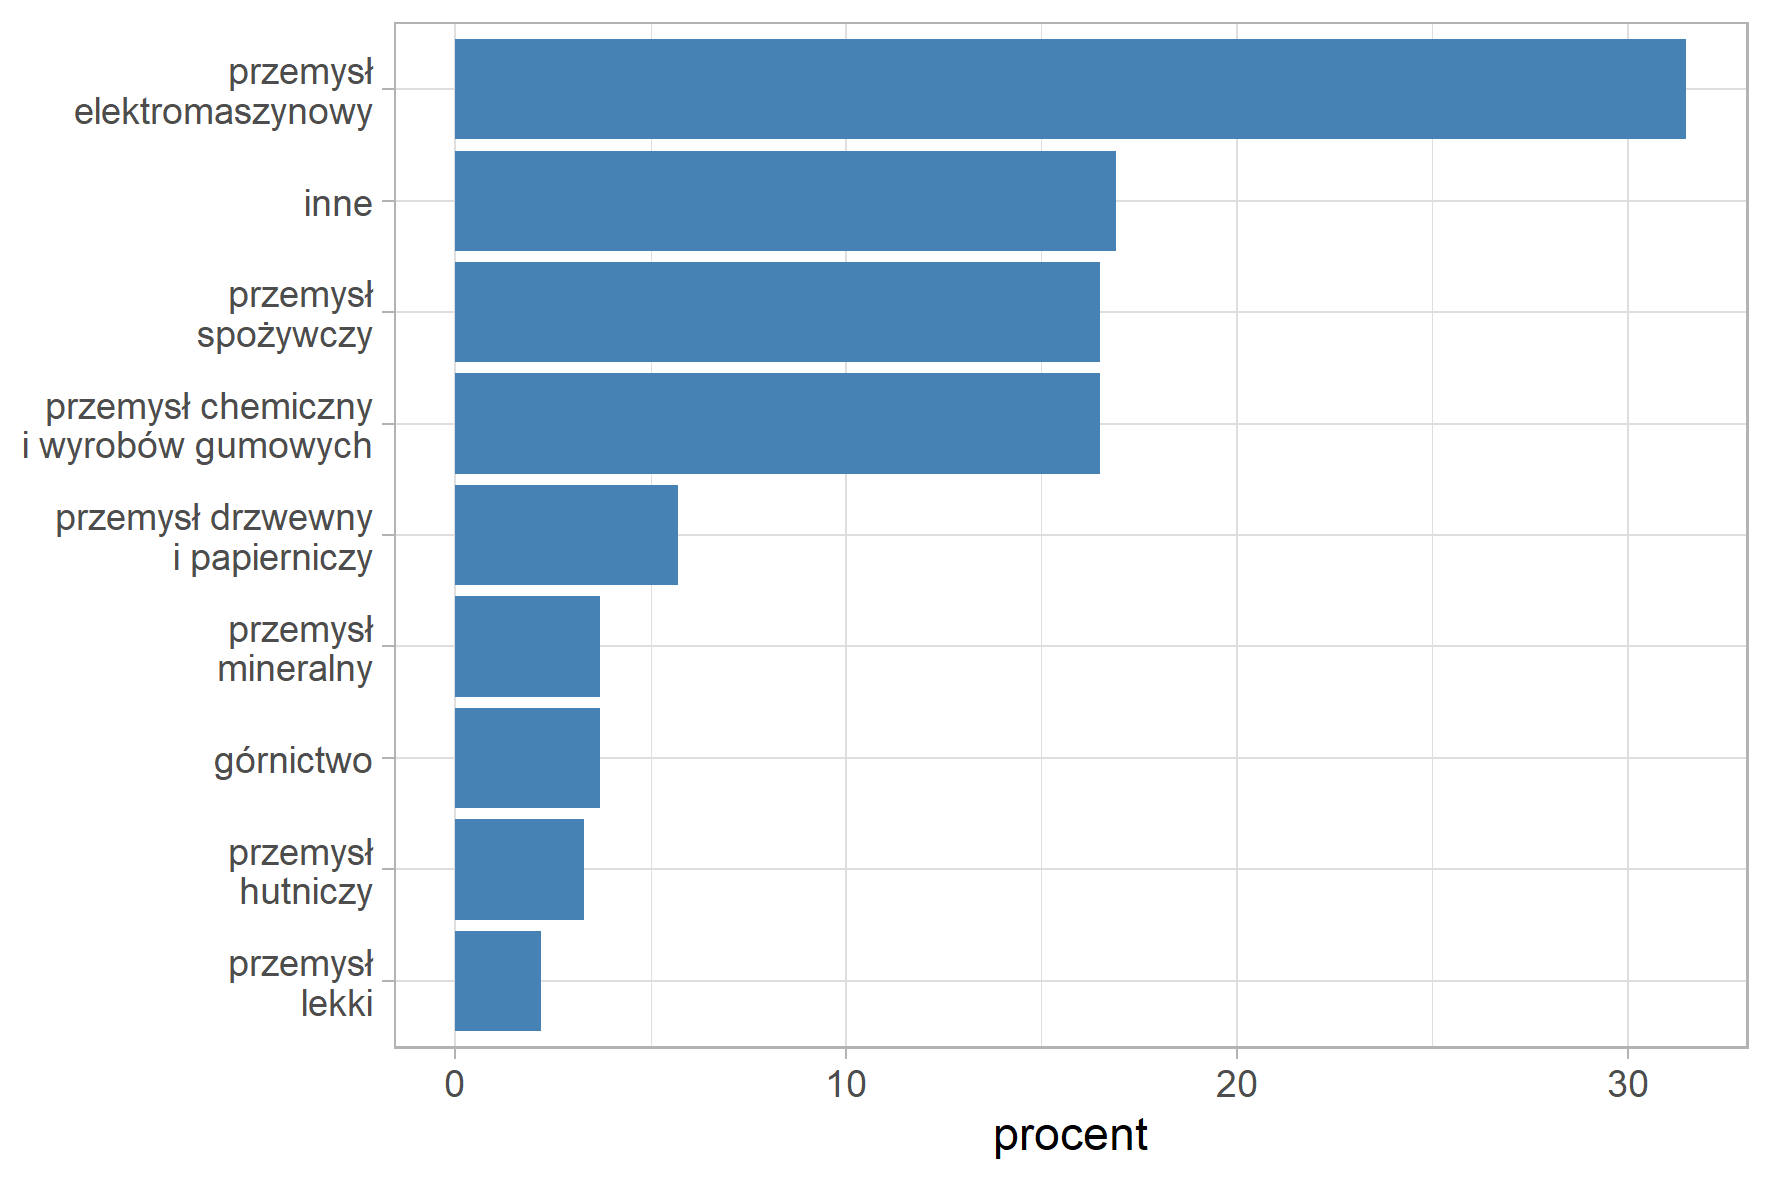 przemysł
elektromaszynowy
inne
przemysł
spożywczy
przemysł chemiczny
i wyrobów gumowych
przemysł drzwewny
i papierniczy
przemysł
mineralny
górnictwo
przemysł
hutniczy
przemysł
lekki
0 10 20 30
procent